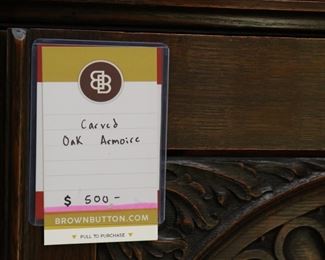 BB
Carved
Oak Armoire
$ 500-
BROWNBUTTON.COM
▼ PULL TO PURCHASE ▼